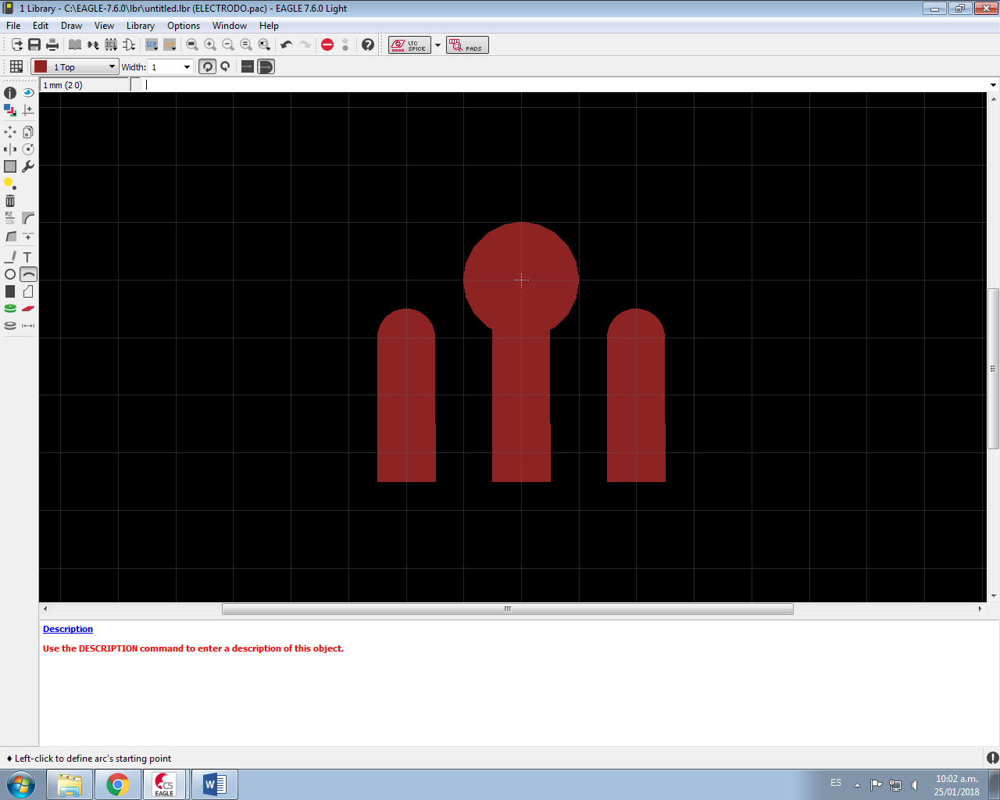 1 Library - C:\EAGLE-7.6.0\lbr\untitled.lbr (ELECTRODO.pac) - EAGLE 7.6.0 Light
File Edit Draw View Library Options Window Help
SCR LTC SPICE PADS
1 Top Width: 1
1 mm (2 0)
R2
10k
T
Description
Use the DESCRIPTION command to enter a description of this object.
♦ Left-click to define arc's starting point
CS
EAGLE
W
ES
10:02 a.m.
25/01/2018